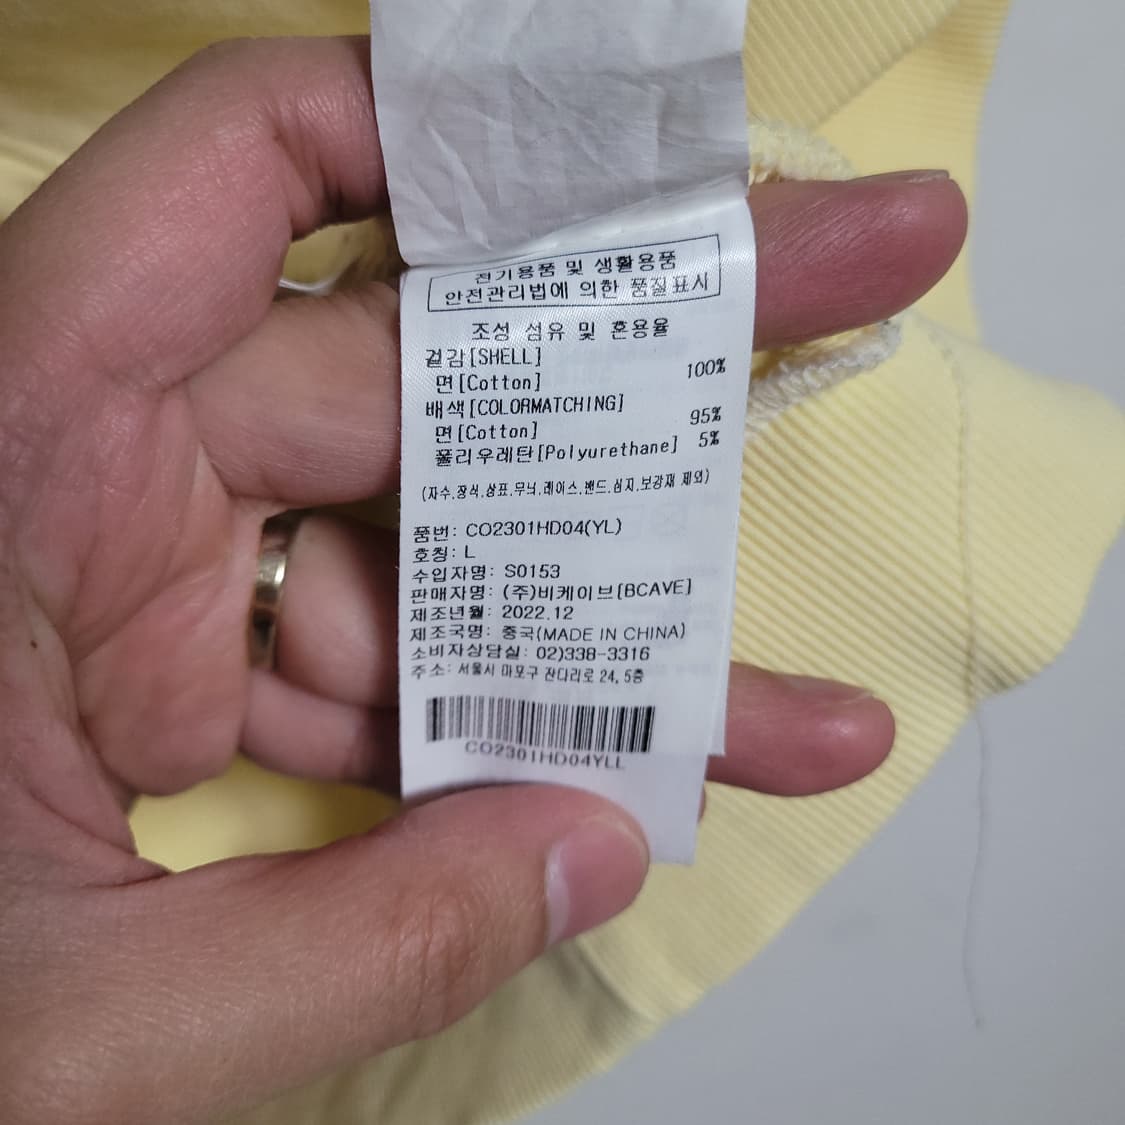 전기용품 및 생활용품
안전관리법에 의한 품질표시
조성 섬유 및 혼용율
겉감[SHELL]
면[Cotton] 100%
배색[COLORMATCHING]
면[Cotton] 95%
폴리우레탄[Polyurethane] 5%
(자수.장식.상표.무늬.레이스.밴드.심지.보강재 제외)
품번: CO2301HD04(YL)
호칭: L
수입자명: S0153
판매자명: (주)비케이브[BCAVE]
제조년월: 2022.12
제조국명: 중국(MADE IN CHINA)
소비자상담실: 02)338-3316
주소: 서울시 마포구 잔다리로 24, 5층
CO2301HD04YLL